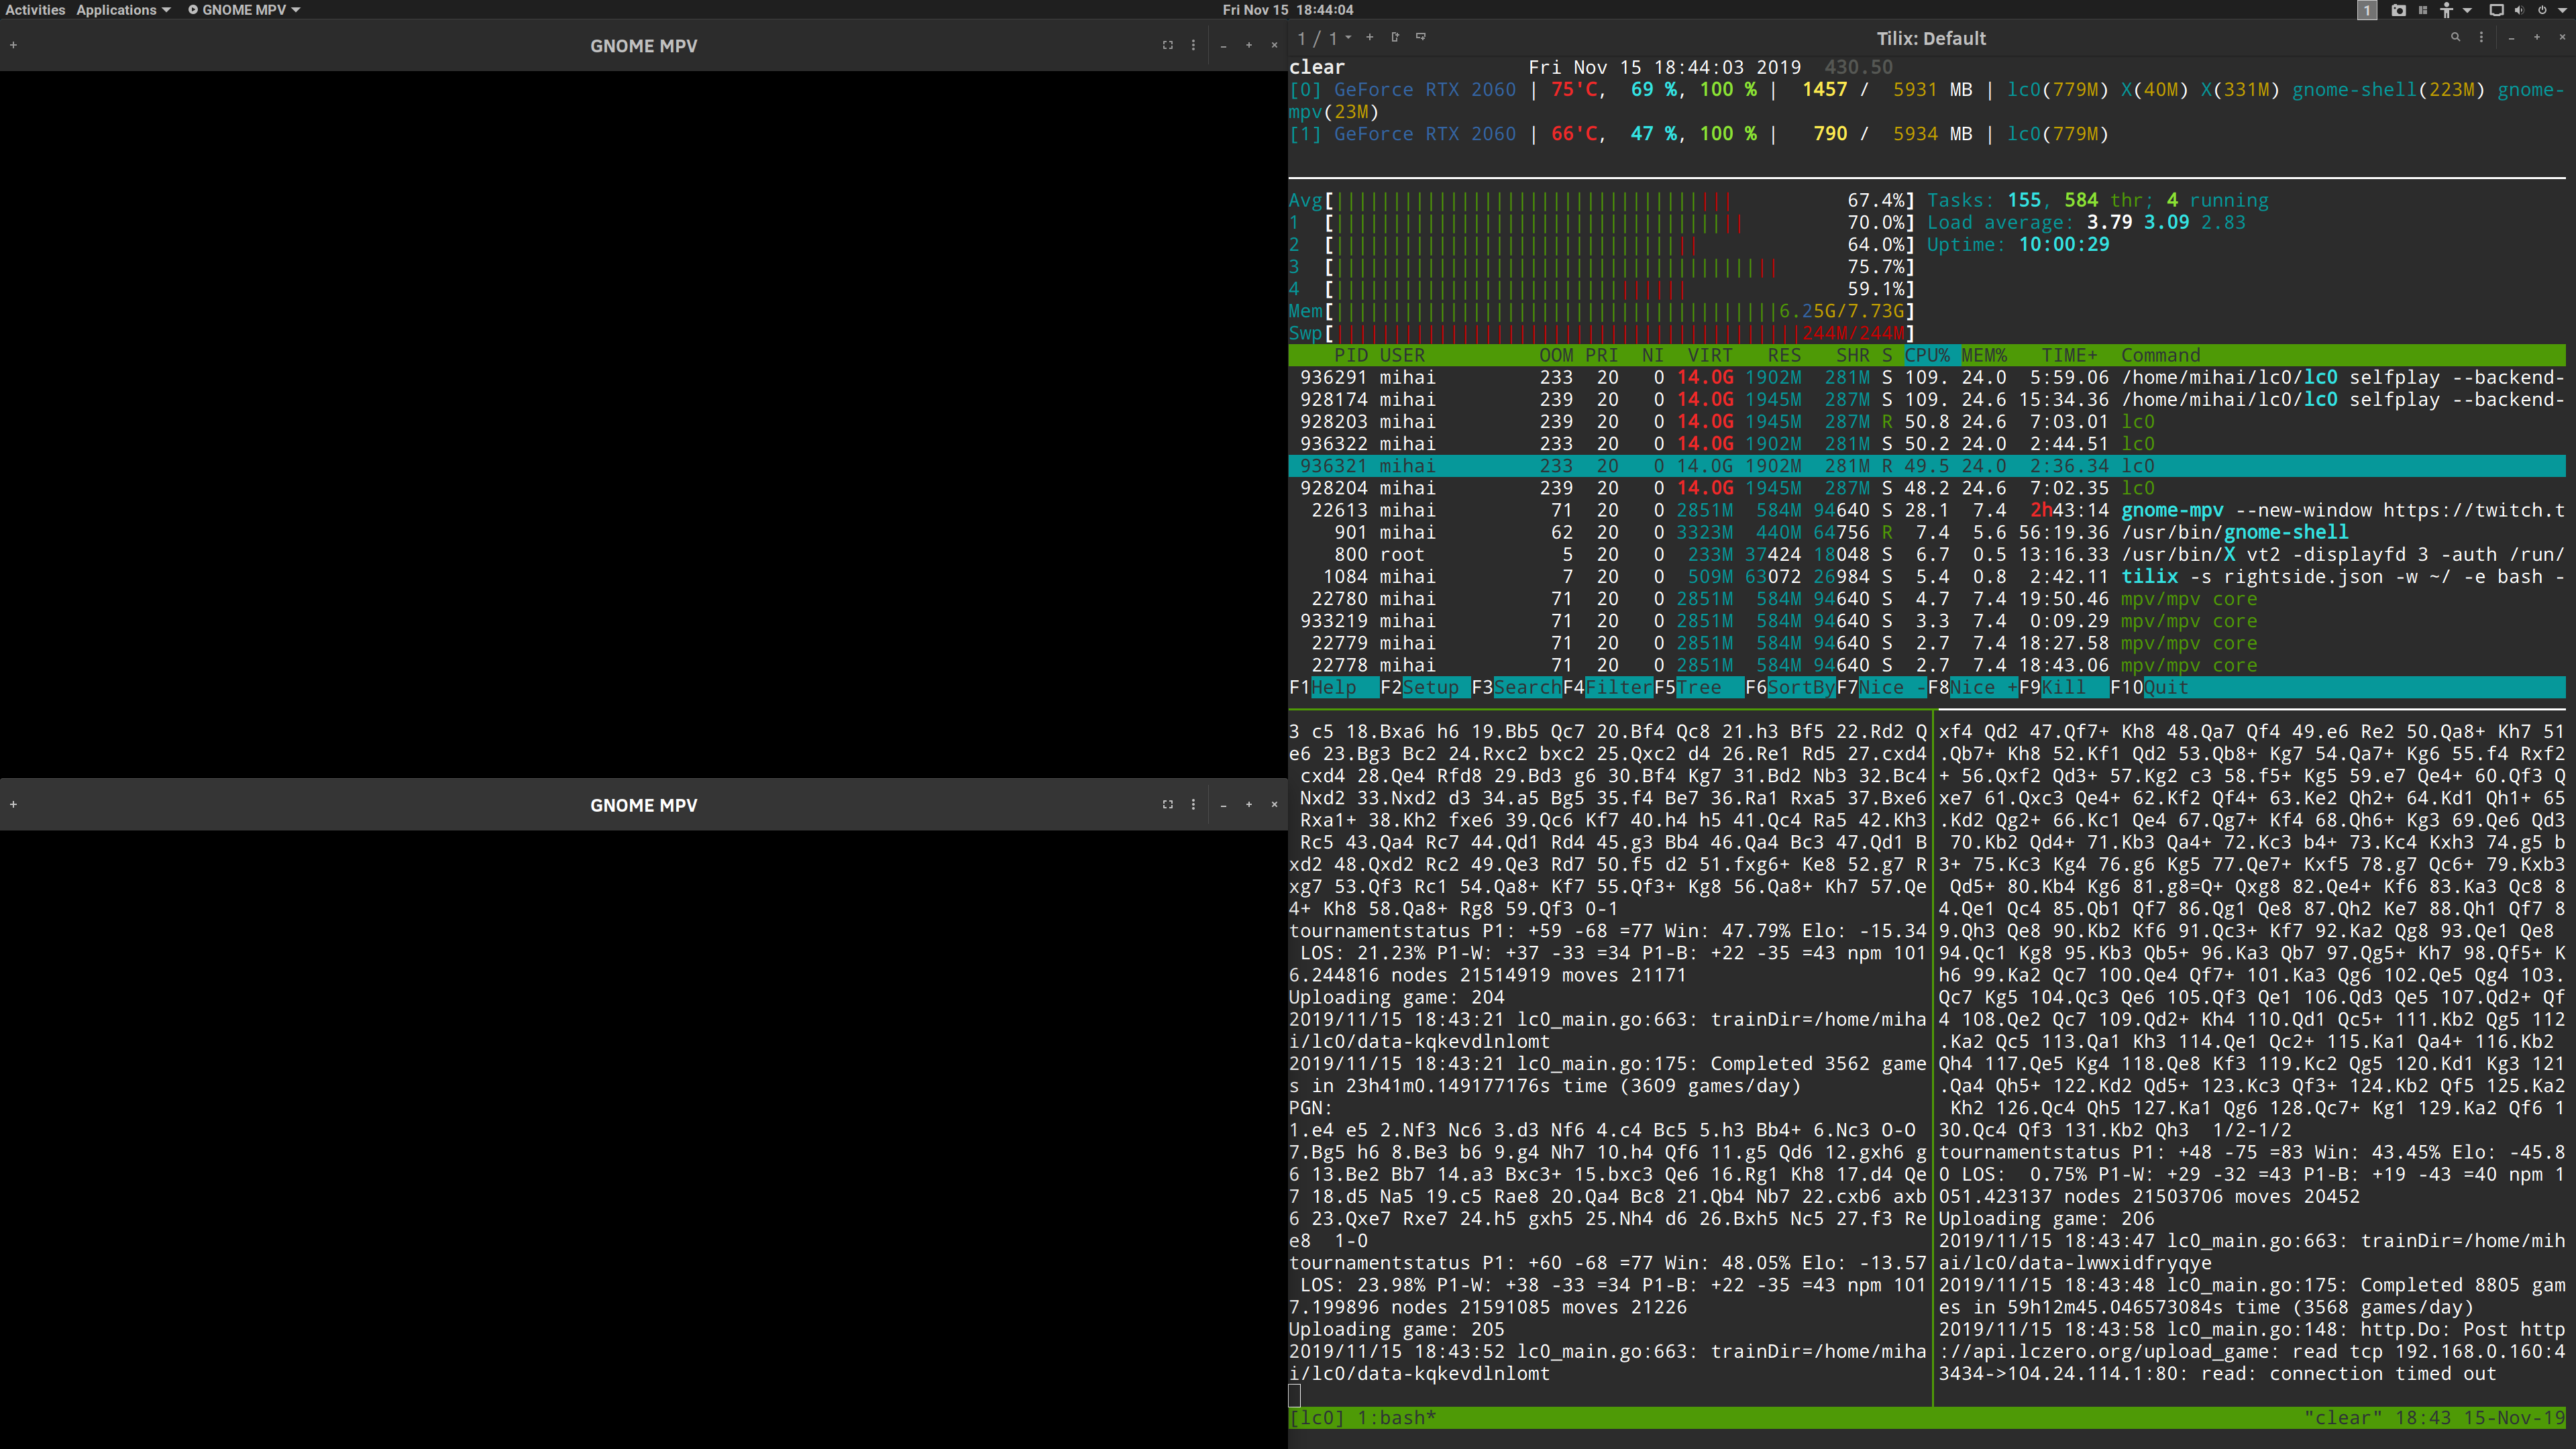 Activities Applications GNOME MPV Fri Nov 15 18:44:04 1
GNOME MPV
GNOME MPV
1 / 1 Tilix: Default
clear Fri Nov 15 18:44:03 2019 430.50
[0] GeForce RTX 2060 | 75'C, 69 %, 100 % | 1457 / 5931 MB | lc0(779M) X(40M) X(331M) gnome-shell(223M) gnome-
mpv(23M)
[1] GeForce RTX 2060 | 66'C, 47 %, 100 % | 790 / 5934 MB | lc0(779M)
Avg[ 67.4%] Tasks: 155, 584 thr; 4 running
1 [ 70.0%] Load average: 3.79 3.09 2.83
2 [ 64.0%] Uptime: 10:00:29
3 [ 75.7%]
4 [ 59.1%]
Mem[ 6.25G/7.73G]
Swp[ 244M/244M]
PID USER OOM PRI NI VIRT RES SHR S CPU% MEM% TIME+ Command
936291 mihai 233 20 0 14.0G 1902M 281M S 109. 24.0 5:59.06 /home/mihai/lc0/lc0 selfplay --backend-
928174 mihai 239 20 0 14.0G 1945M 287M S 109. 24.6 15:34.36 /home/mihai/lc0/lc0 selfplay --backend-
928203 mihai 239 20 0 14.0G 1945M 287M R 50.8 24.6 7:03.01 lc0
936322 mihai 233 20 0 14.0G 1902M 281M S 50.2 24.0 2:44.51 lc0
936321 mihai 233 20 0 14.0G 1902M 281M R 49.5 24.0 2:36.34 lc0
928204 mihai 239 20 0 14.0G 1945M 287M S 48.2 24.6 7:02.35 lc0
22613 mihai 71 20 0 2851M 584M 94640 S 28.1 7.4 2h43:14 gnome-mpv --new-window https://twitch.t
901 mihai 62 20 0 3323M 440M 64756 R 7.4 5.6 56:19.36 /usr/bin/gnome-shell
800 root 5 20 0 233M 37424 18048 S 6.7 0.5 13:16.33 /usr/bin/X vt2 -displayfd 3 -auth /run/
1084 mihai 7 20 0 509M 63072 26984 S 5.4 0.8 2:42.11 tilix -s rightside.json -w ~/ -e bash -
22780 mihai 71 20 0 2851M 584M 94640 S 4.7 7.4 19:50.46 mpv/mpv core
933219 mihai 71 20 0 2851M 584M 94640 S 3.3 7.4 0:09.29 mpv/mpv core
22779 mihai 71 20 0 2851M 584M 94640 S 2.7 7.4 18:27.58 mpv/mpv core
22778 mihai 71 20 0 2851M 584M 94640 S 2.7 7.4 18:43.06 mpv/mpv core
F1Help F2Setup F3SearchF4FilterF5Tree F6SortByF7Nice -F8Nice +F9Kill F10Quit
3 c5 18.Bxa6 h6 19.Bb5 Qc7 20.Bf4 Qc8 21.h3 Bf5 22.Rd2 Q
e6 23.Bg3 Bc2 24.Rxc2 bxc2 25.Qxc2 d4 26.Re1 Rd5 27.cxd4
cxd4 28.Qe4 Rfd8 29.Bd3 g6 30.Bf4 Kg7 31.Bd2 Nb3 32.Bc4
Nxd2 33.Nxd2 d3 34.a5 Bg5 35.f4 Be7 36.Ra1 Rxa5 37.Bxe6
Rxa1+ 38.Kh2 fxe6 39.Qc6 Kf7 40.h4 h5 41.Qc4 Ra5 42.Kh3
Rc5 43.Qa4 Rc7 44.Qd1 Rd4 45.g3 Bb4 46.Qa4 Bc3 47.Qd1 B
xd2 48.Qxd2 Rc2 49.Qe3 Rd7 50.f5 d2 51.fxg6+ Ke8 52.g7 R
xg7 53.Qf3 Rc1 54.Qa8+ Kf7 55.Qf3+ Kg8 56.Qa8+ Kh7 57.Qe
4+ Kh8 58.Qa8+ Rg8 59.Qf3 0-1
tournamentstatus P1: +59 -68 =77 Win: 47.79% Elo: -15.34
LOS: 21.23% P1-W: +37 -33 =34 P1-B: +22 -35 =43 npm 101
6.244816 nodes 21514919 moves 21171
Uploading game: 204
2019/11/15 18:43:21 lc0_main.go:663: trainDir=/home/miha
i/lc0/data-kqkevdlnlomt
2019/11/15 18:43:21 lc0_main.go:175: Completed 3562 game
s in 23h41m0.149177176s time (3609 games/day)
PGN:
1.e4 e5 2.Nf3 Nc6 3.d3 Nf6 4.c4 Bc5 5.h3 Bb4+ 6.Nc3 O-O
7.Bg5 h6 8.Be3 b6 9.g4 Nh7 10.h4 Qf6 11.g5 Qd6 12.gxh6 g
6 13.Be2 Bb7 14.a3 Bxc3+ 15.bxc3 Qe6 16.Rg1 Kh8 17.d4 Qe
7 18.d5 Na5 19.c5 Rae8 20.Qa4 Bc8 21.Qb4 Nb7 22.cxb6 axb
6 23.Qxe7 Rxe7 24.h5 gxh5 25.Nh4 d6 26.Bxh5 Nc5 27.f3 Re
e8 1-0
tournamentstatus P1: +60 -68 =77 Win: 48.05% Elo: -13.57
LOS: 23.98% P1-W: +38 -33 =34 P1-B: +22 -35 =43 npm 101
7.199896 nodes 21591085 moves 21226
Uploading game: 205
2019/11/15 18:43:52 lc0_main.go:663: trainDir=/home/miha
i/lc0/data-kqkevdlnlomt
xf4 Qd2 47.Qf7+ Kh8 48.Qa7 Qf4 49.e6 Re2 50.Qa8+ Kh7 51
.Qb7+ Kh8 52.Kf1 Qd2 53.Qb8+ Kg7 54.Qa7+ Kg6 55.f4 Rxf2
+ 56.Qxf2 Qd3+ 57.Kg2 c3 58.f5+ Kg5 59.e7 Qe4+ 60.Qf3 Q
xe7 61.Qxc3 Qe4+ 62.Kf2 Qf4+ 63.Ke2 Qh2+ 64.Kd1 Qh1+ 65
.Kd2 Qg2+ 66.Kc1 Qe4 67.Qg7+ Kf4 68.Qh6+ Kg3 69.Qe6 Qd3
70.Kb2 Qd4+ 71.Kb3 Qa4+ 72.Kc3 b4+ 73.Kc4 Kxh3 74.g5 b
3+ 75.Kc3 Kg4 76.g6 Kg5 77.Qe7+ Kxf5 78.g7 Qc6+ 79.Kxb3
Qd5+ 80.Kb4 Kg6 81.g8=Q+ Qxg8 82.Qe4+ Kf6 83.Ka3 Qc8 8
4.Qe1 Qc4 85.Qb1 Qf7 86.Qg1 Qe8 87.Qh2 Ke7 88.Qh1 Qf7 8
9.Qh3 Qe8 90.Kb2 Kf6 91.Qc3+ Kf7 92.Ka2 Qg8 93.Qe1 Qe8
94.Qc1 Kg8 95.Kb3 Qb5+ 96.Ka3 Qb7 97.Qg5+ Kh7 98.Qf5+ K
h6 99.Ka2 Qc7 100.Qe4 Qf7+ 101.Ka3 Qg6 102.Qe5 Qg4 103.
Qc7 Kg5 104.Qc3 Qe6 105.Qf3 Qe1 106.Qd3 Qe5 107.Qd2+ Qf
4 108.Qe2 Qc7 109.Qd2+ Kh4 110.Qd1 Qc5+ 111.Kb2 Qg5 112
.Ka2 Qc5 113.Qa1 Kh3 114.Qe1 Qc2+ 115.Ka1 Qa4+ 116.Kb2
Qh4 117.Qe5 Kg4 118.Qe8 Kf3 119.Kc2 Qg5 120.Kd1 Kg3 121
.Qa4 Qh5+ 122.Kd2 Qd5+ 123.Kc3 Qf3+ 124.Kb2 Qf5 125.Ka2
Kh2 126.Qc4 Qh5 127.Ka1 Qg6 128.Qc7+ Kg1 129.Ka2 Qf6 1
30.Qc4 Qf3 131.Kb2 Qh3 1/2-1/2
tournamentstatus P1: +48 -75 =83 Win: 43.45% Elo: -45.8
0 LOS: 0.75% P1-W: +29 -32 =43 P1-B: +19 -43 =40 npm 1
051.423137 nodes 21503706 moves 20452
Uploading game: 206
2019/11/15 18:43:47 lc0_main.go:663: trainDir=/home/mih
ai/lc0/data-lwwxidfryqye
2019/11/15 18:43:48 lc0_main.go:175: Completed 8805 gam
es in 59h12m45.046573084s time (3568 games/day)
2019/11/15 18:43:58 lc0_main.go:148: http.Do: Post http
://api.lczero.org/upload_game: read tcp 192.168.0.160:4
3434->104.24.114.1:80: read: connection timed out
[lc0] 1:bash* "clear" 18:43 15-Nov-19